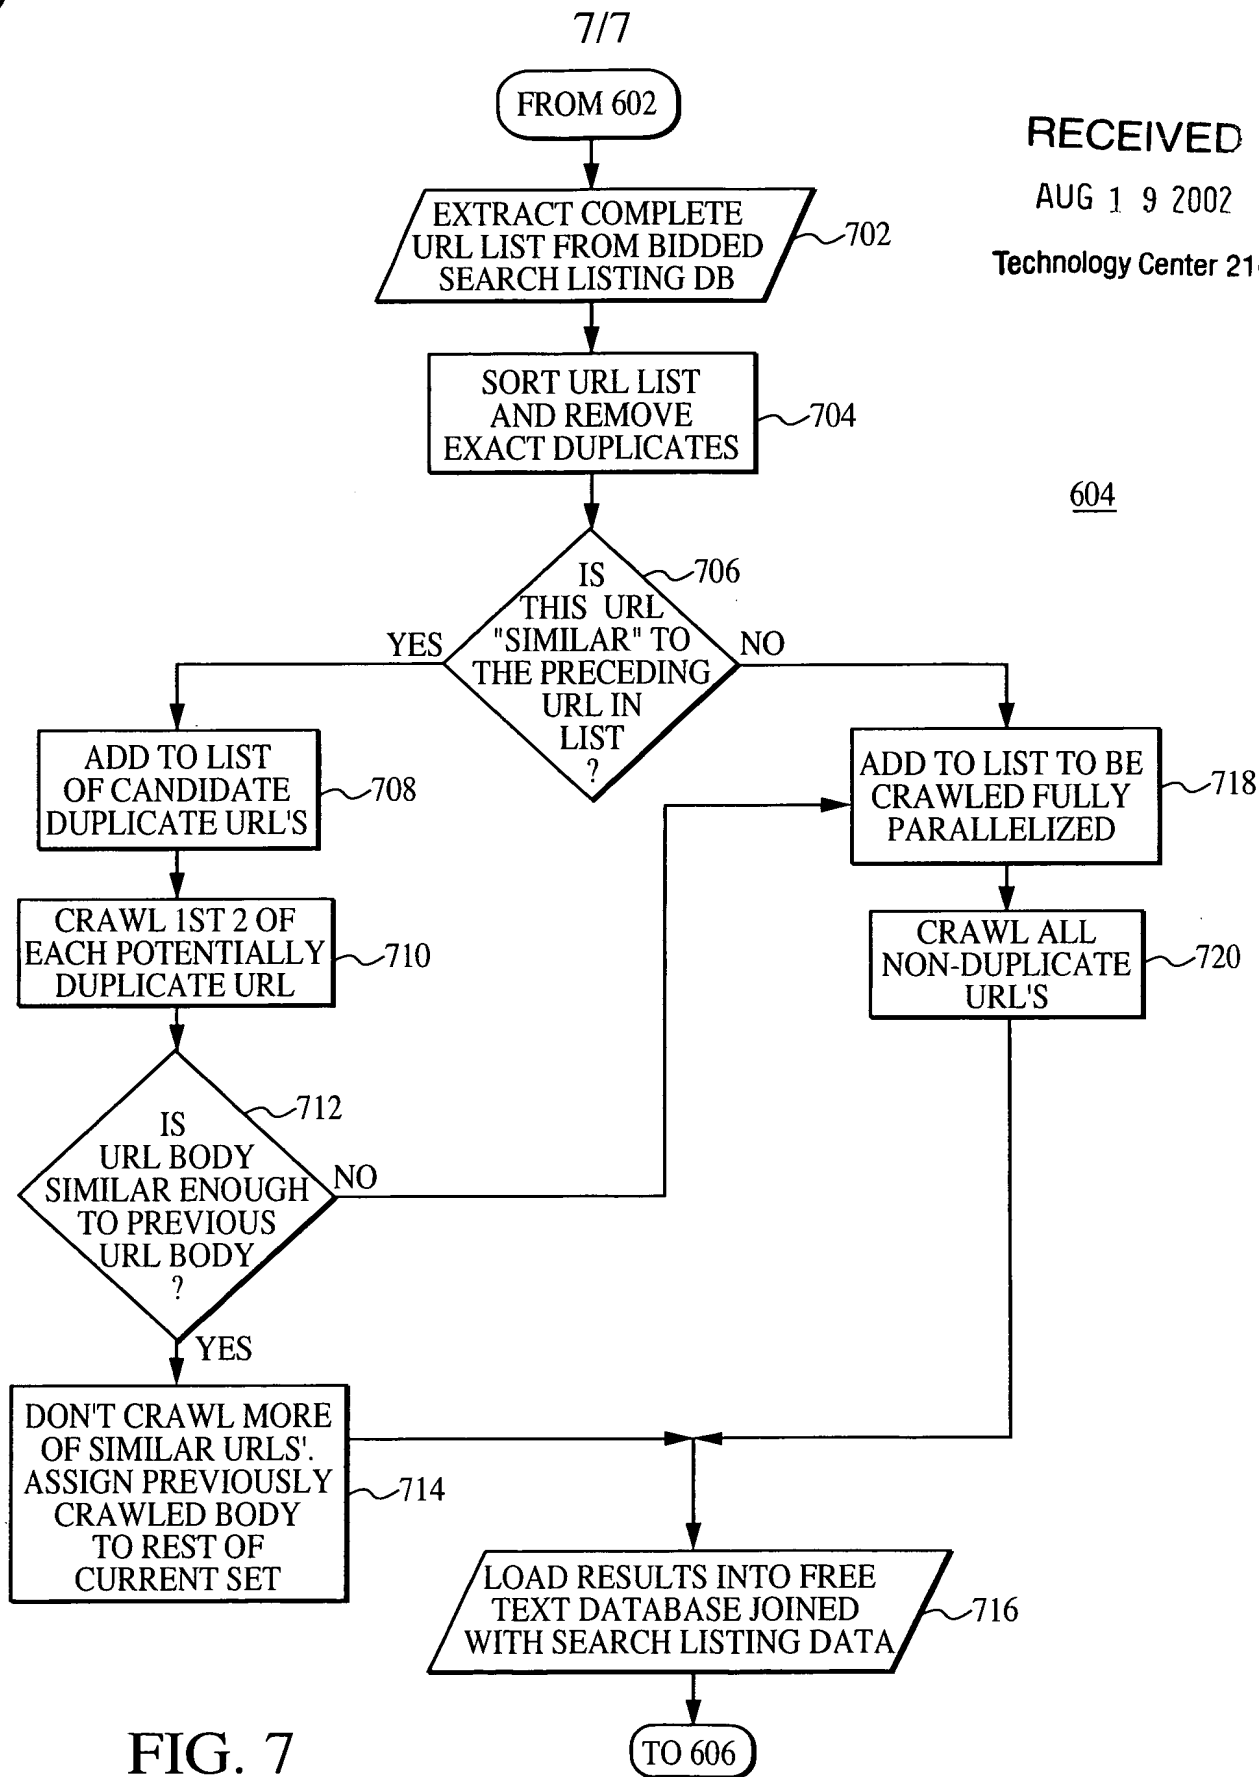 7/7
FROM 602
RECEIVED
AUG 1 9 2002
Technology Center 21
EXTRACT COMPLETE
URL LIST FROM BIDDED
SEARCH LISTING DB
702
SORT URL LIST
AND REMOVE
EXACT DUPLICATES
704
604
IS
THIS URL
"SIMILAR" TO
THE PRECEDING
URL IN
LIST
?
706
YES
NO
ADD TO LIST
OF CANDIDATE
DUPLICATE URL'S
708
ADD TO LIST TO BE
CRAWLED FULLY
PARALLELIZED
718
CRAWL 1ST 2 OF
EACH POTENTIALLY
DUPLICATE URL
710
CRAWL ALL
NON-DUPLICATE
URL'S
720
IS
URL BODY
SIMILAR ENOUGH
TO PREVIOUS
URL BODY
?
712
NO
YES
DON'T CRAWL MORE
OF SIMILAR URLS'.
ASSIGN PREVIOUSLY
CRAWLED BODY
TO REST OF
CURRENT SET
714
LOAD RESULTS INTO FREE
TEXT DATABASE JOINED
WITH SEARCH LISTING DATA
716
FIG. 7
TO 606